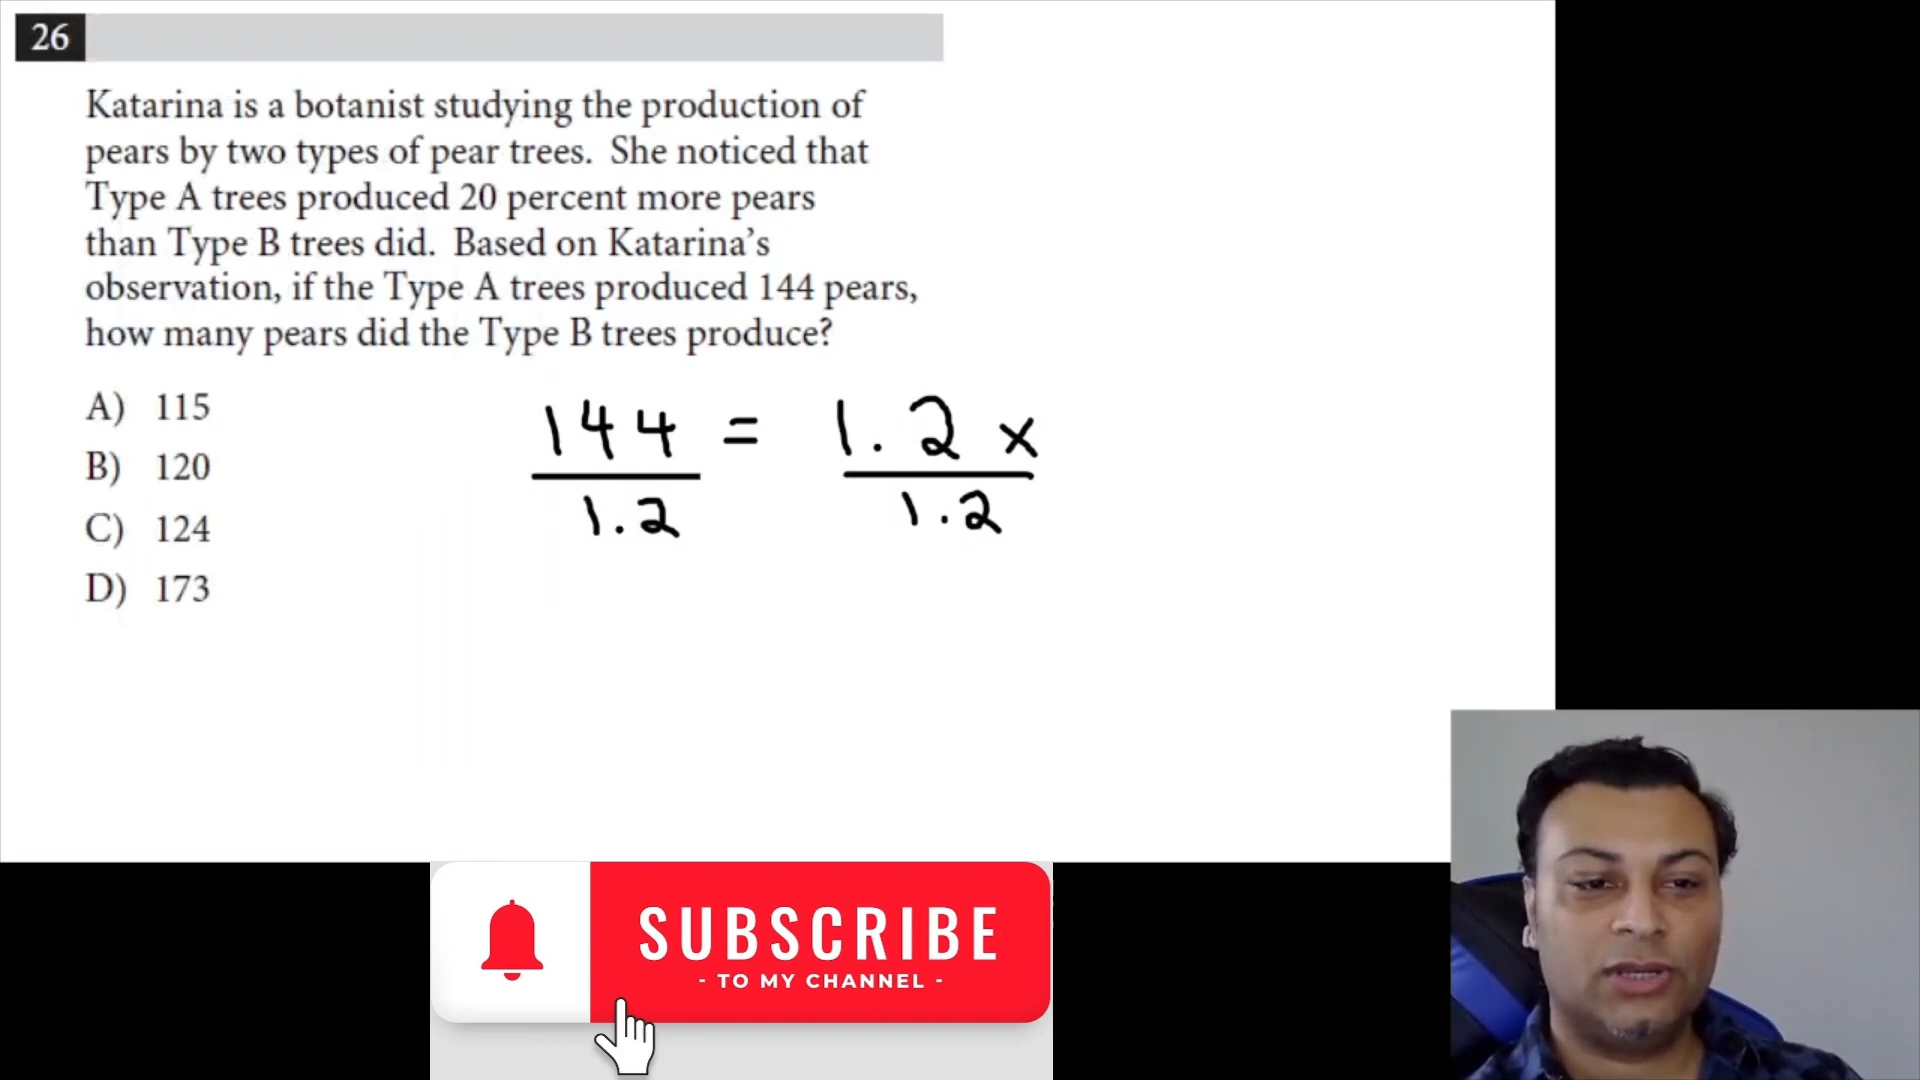 26
Katarina is a botanist studying the production of
pears by two types of pear trees. She noticed that
Type A trees produced 20 percent more pears
than Type B trees did. Based on Katarina’s
observation, if the Type A trees produced 144 pears,
how many pears did the Type B trees produce?
A) 115
B) 120
C) 124
D) 173
144 = 1.2 x
1.2 1.2
SUBSCRIBE
- TO MY CHANNEL -